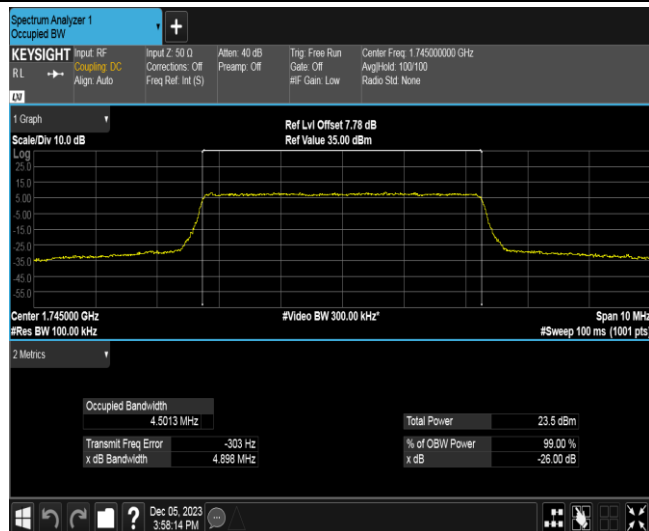 Spectrum Analyzer 1
Occupied BW
+
KEYSIGHT
RL
Input: RF
Coupling: DC
Align: Auto
Input Z: 50 Ω
Corrections: Off
Freq Ref: Int (S)
Atten: 40 dB
Preamp: Off
Trig: Free Run
Gate: Off
#IF Gain: Low
Center Freq: 1.745000000 GHz
Avg|Hold: 100/100
Radio Std: None
1 Graph
Scale/Div 10.0 dB
Ref Lvl Offset 7.78 dB
Ref Value 35.00 dBm
Log
25.0
15.0
5.00
-5.00
-15.0
-25.0
-35.0
-45.0
-55.0
Center 1.745000 GHz
#Video BW 300.00 kHz*
Span 10 MHz
#Res BW 100.00 kHz
#Sweep 100 ms (1001 pts)
2 Metrics
Occupied Bandwidth
4.5013 MHz
Total Power 23.5 dBm
Transmit Freq Error -303 Hz
% of OBW Power 99.00 %
x dB Bandwidth 4.898 MHz
x dB -26.00 dB
?
Dec 05, 2023
3:58:14 PM